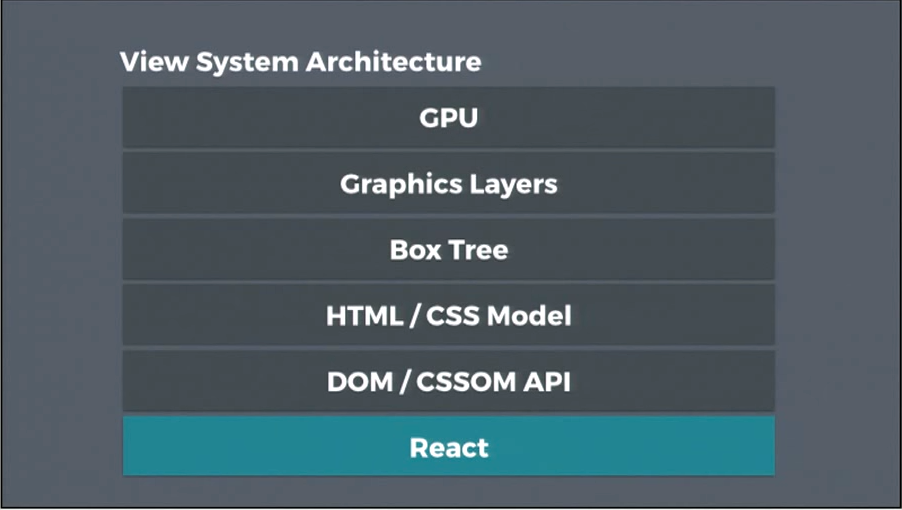 View System Architecture
GPU
Graphics Layers
Box Tree
HTML / CSS Model
DOM / CSSOM API
React